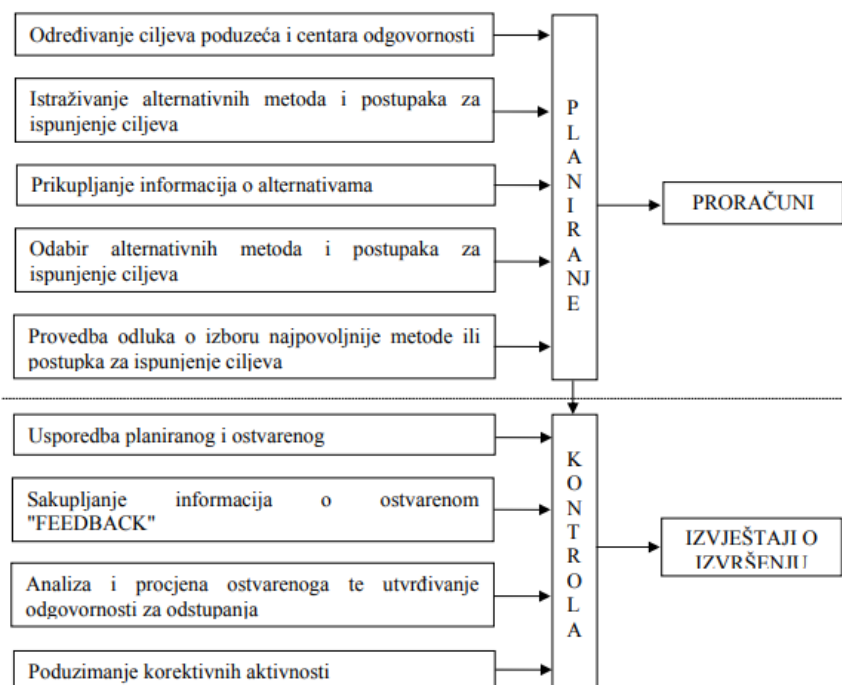 Određivanje ciljeva poduzeća i centara odgovornosti
Istraživanje alternativnih metoda i postupaka za
ispunjenje ciljeva
Prikupljanje informacija o alternativama
Odabir alternativnih metoda i postupaka za
ispunjenje ciljeva
Provedba odluka o izboru najpovoljnije metode ili
postupka za ispunjenje ciljeva
P
L
A
N
I
R
A
NJ
E
PRORAČUNI
Usporedba planiranog i ostvarenog
Sakupljanje informacija o ostvarenom
"FEEDBACK"
Analiza i procjena ostvarenoga te utvrđivanje
odgovornosti za odstupanja
Poduzimanje korektivnih aktivnosti
K
O
N
T
R
O
L
A
IZVJEŠTAJI O
IZVRŠENJU